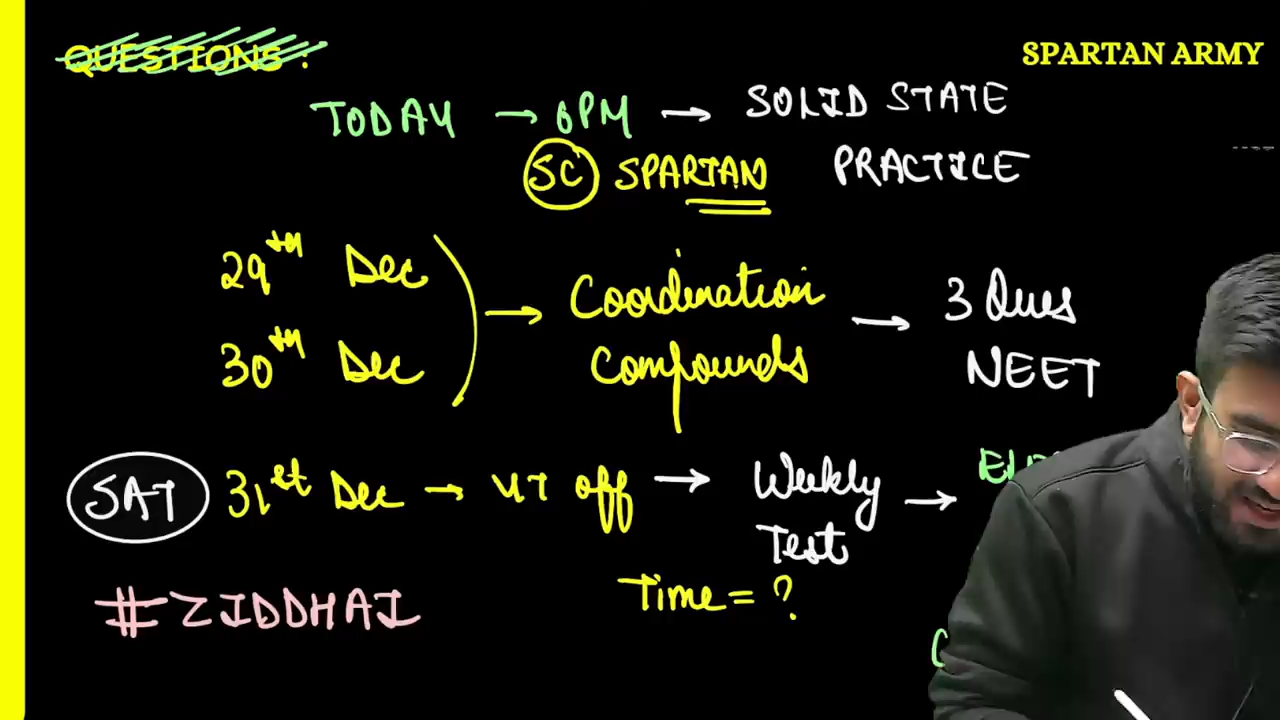 QUESTIONS :
SPARTAN ARMY
TODAY → 6PM → SOLID STATE
SC SPARTAN PRACTICE
29th Dec
30th Dec
→ Coordination Compounds → 3 Ques NEET
SAT 31st Dec → YT off → Weekly Test →
Time = ?
#ZIDDHAI